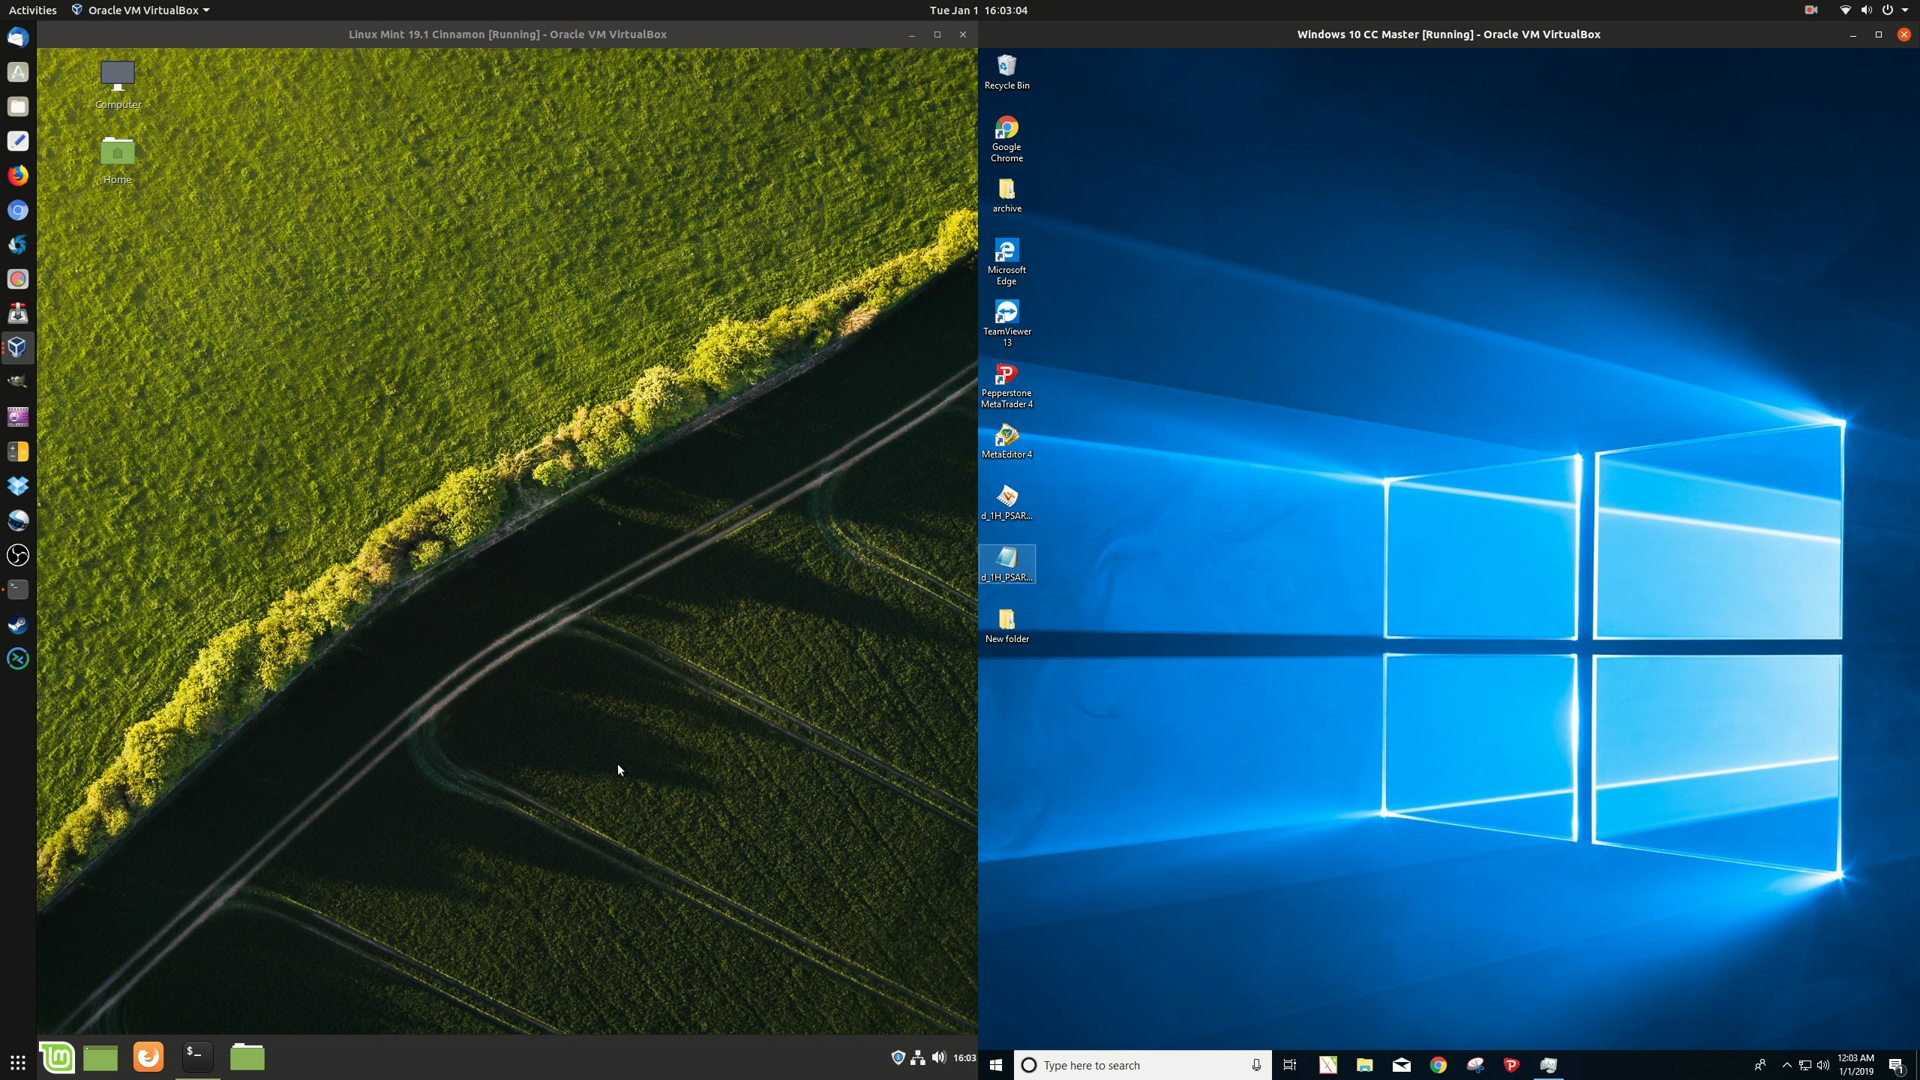 Activities
Oracle VM VirtualBox
Tue Jan 1 16:03:04
Linux Mint 19.1 Cinnamon [Running] - Oracle VM VirtualBox
Computer
Home
$_
16:03
Windows 10 CC Master [Running] - Oracle VM VirtualBox
Recycle Bin
Google
Chrome
archive
Microsoft
Edge
TeamViewer
13
Pepperstone
MetaTrader 4
MetaEditor 4
d_1H_PSAR...
d_1H_PSAR...
New folder
Type here to search
12:03 AM
1/1/2019
1